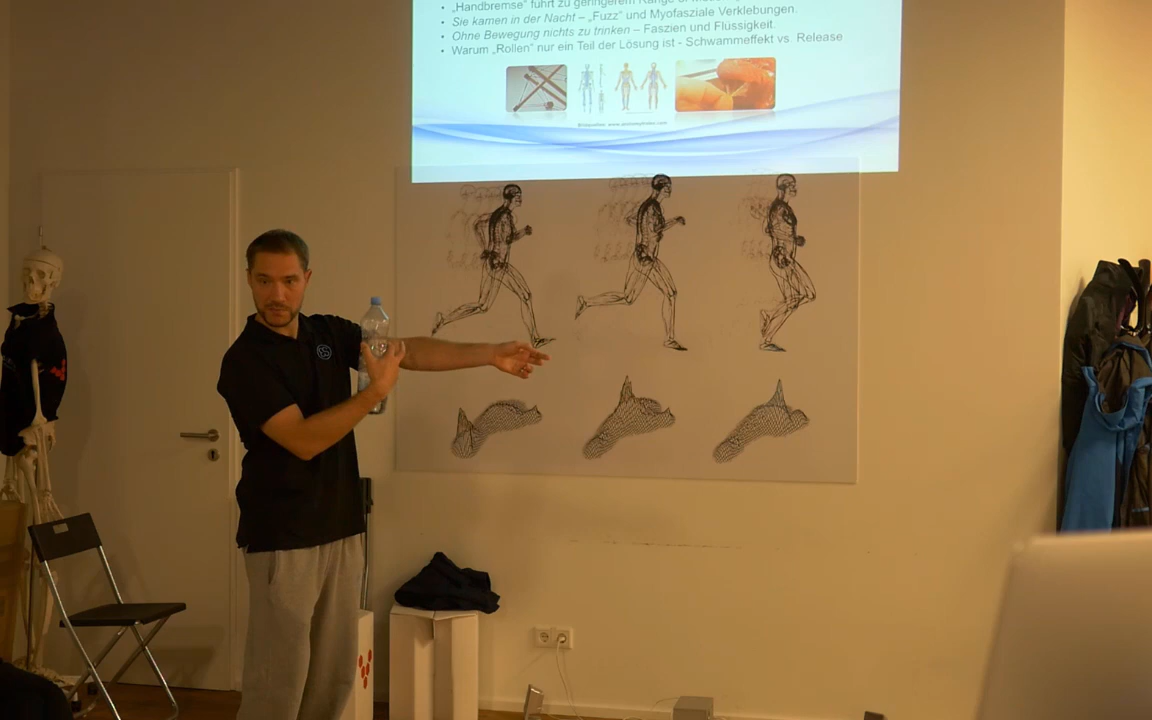 „Handbremse“ führt zu geringerem Range
Sie kamen in der Nacht – „Fuzz“ und Myofasziale Verklebungen.
Ohne Bewegung nichts zu trinken – Faszien und Flüssigkeit.
Warum „Rollen“ nur ein Teil der Lösung ist - Schwammeffekt vs. Release